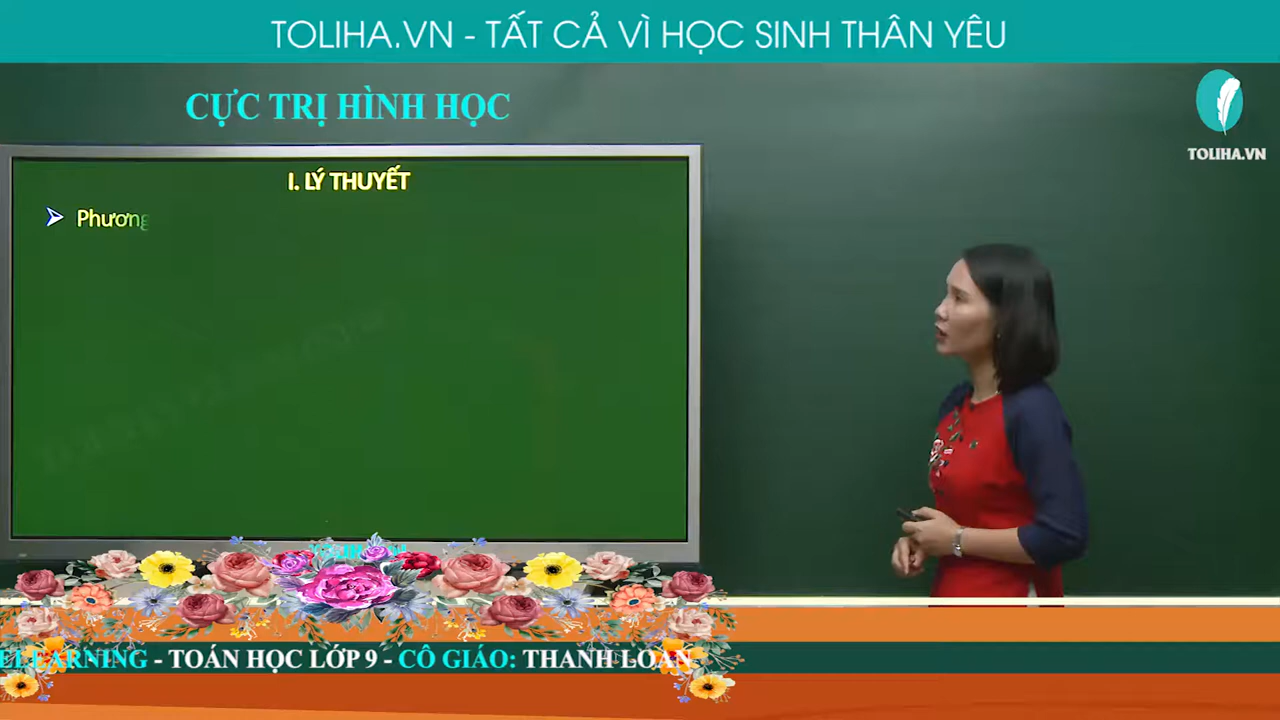 TOLIHA.VN - TẤT CẢ VÌ HỌC SINH THÂN YÊU
CỰC TRỊ HÌNH HỌC
TOLIHA.VN
I. LÝ THUYẾT
Phương
ELEARNING - TOÁN HỌC LỚP 9 - CÔ GIÁO: THANH LOAN